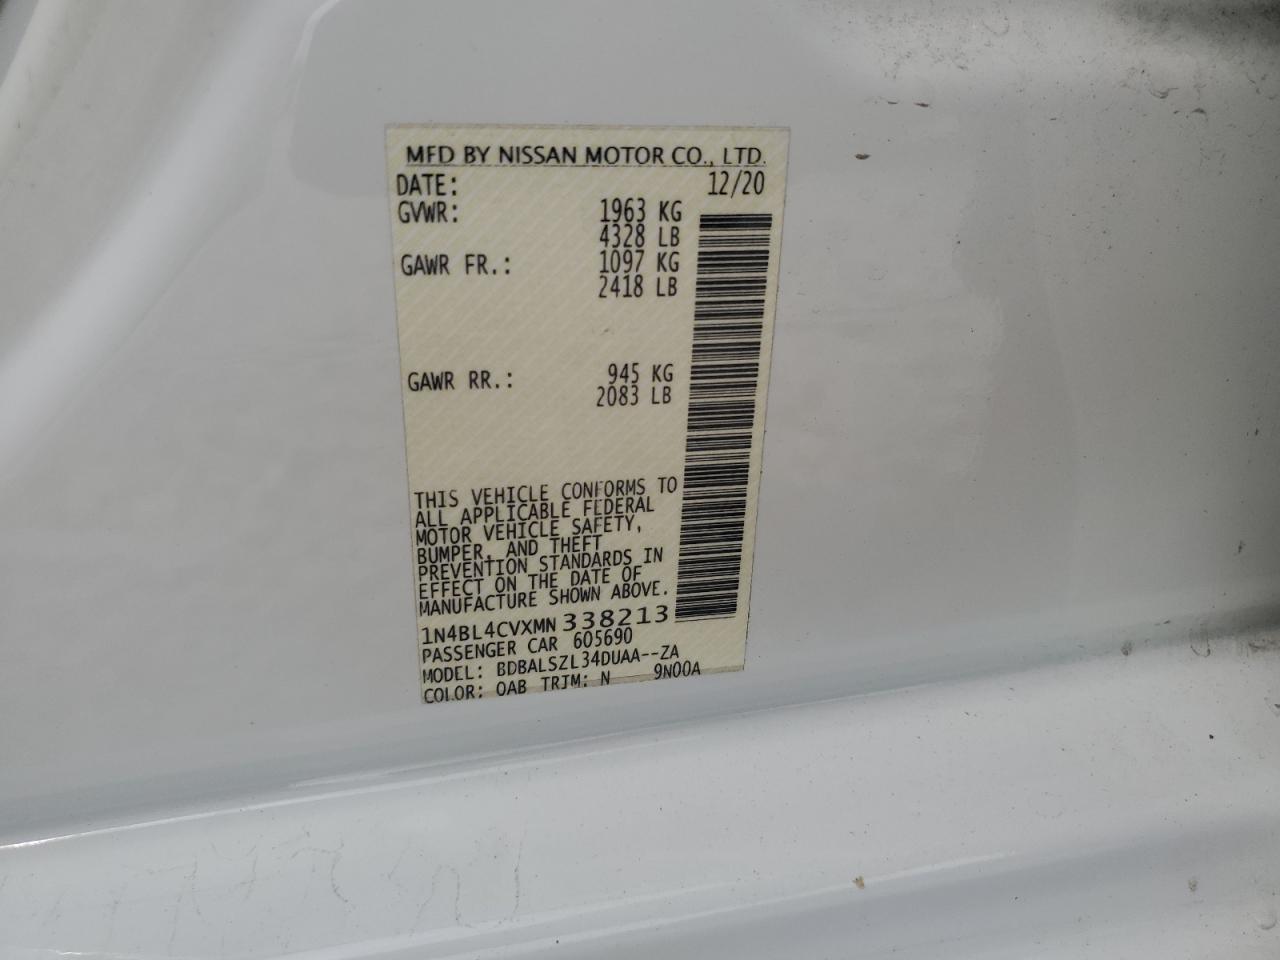 MFD BY NISSAN MOTOR CO., LTD.
DATE: 12/20
GVWR: 1963 KG
4328 LB
GAWR FR.: 1097 KG
2418 LB
GAWR RR.: 945 KG
2083 LB
THIS VEHICLE CONFORMS TO
ALL APPLICABLE FEDERAL
MOTOR VEHICLE SAFETY,
BUMPER, AND THEFT
PREVENTION STANDARDS IN
EFFECT ON THE DATE OF
MANUFACTURE SHOWN ABOVE.
1N4BL4CVXMN338213
PASSENGER CAR 605690
MODEL: BDBALSZL34DUAA--ZA
COLOR: QAB TRIM: N 9N00A